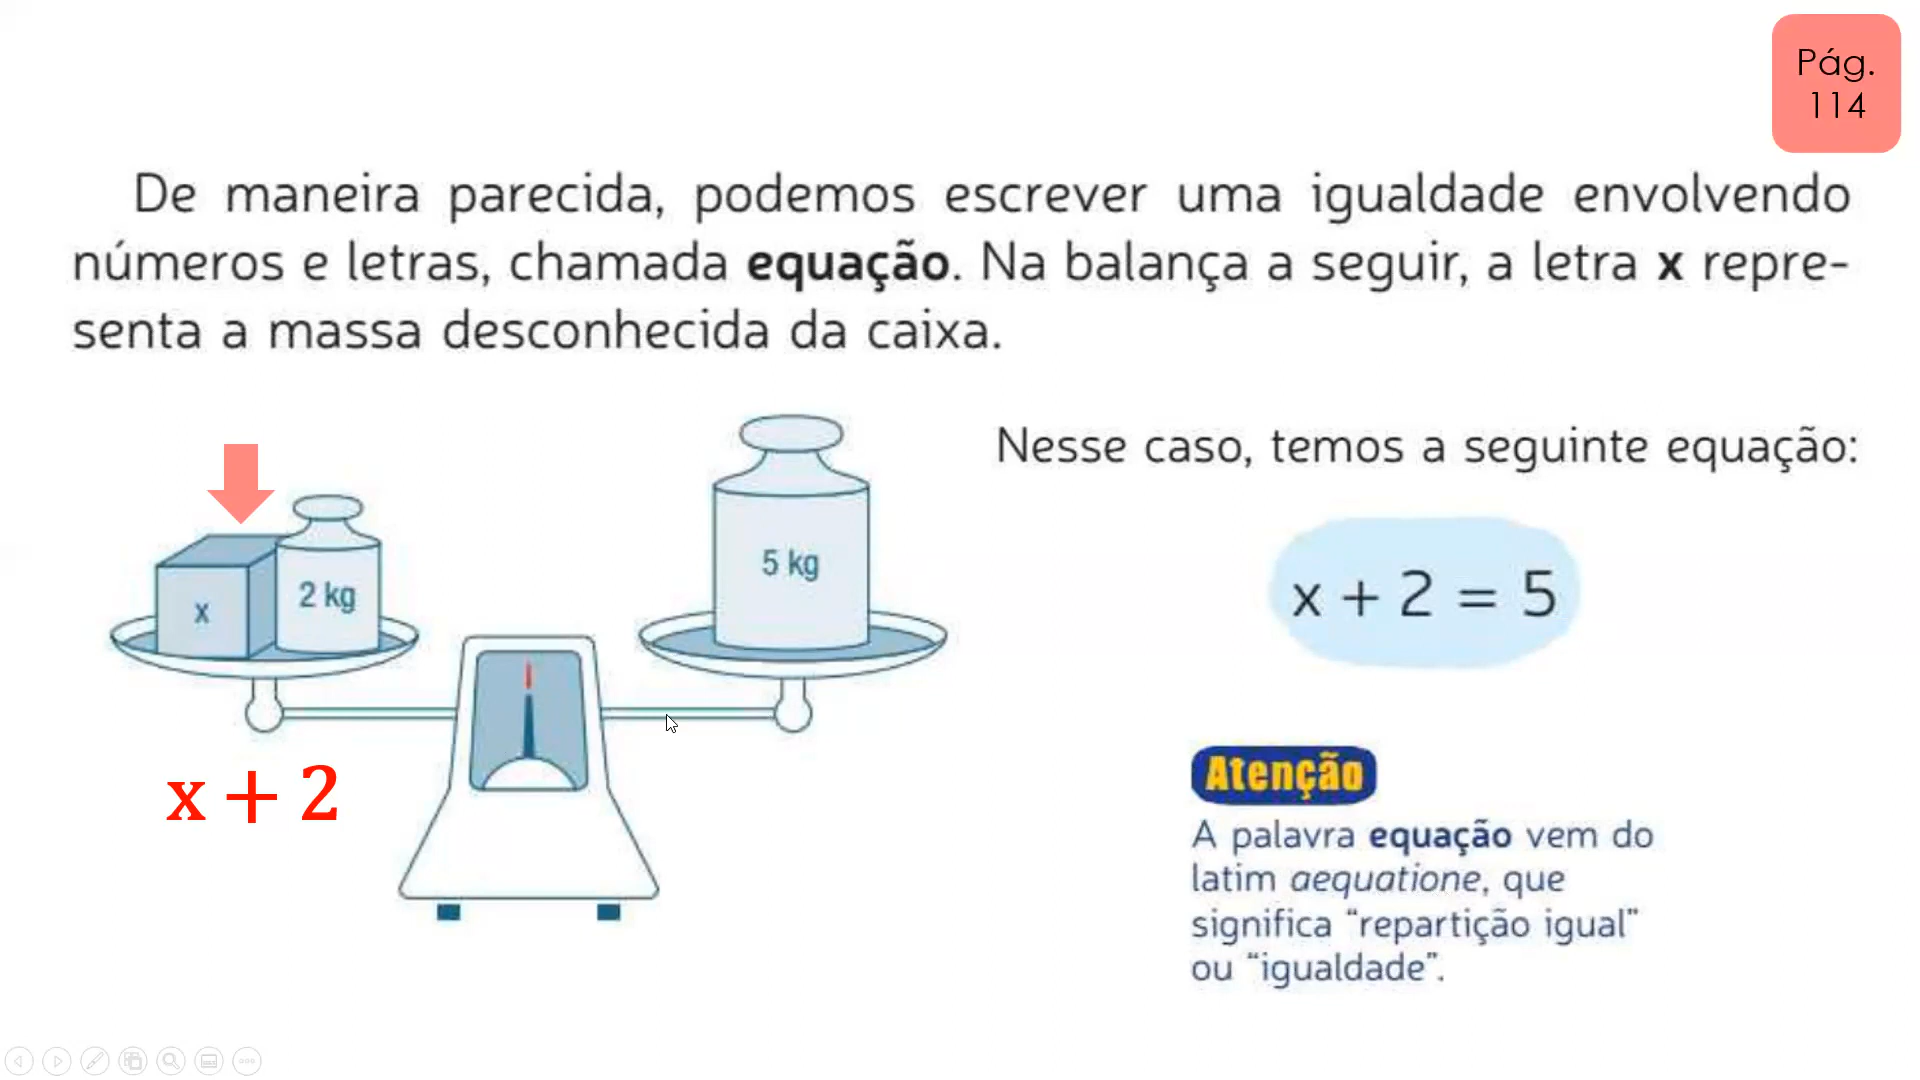 Pág.
114
De maneira parecida, podemos escrever uma igualdade envolvendo
números e letras, chamada equação. Na balança a seguir, a letra x repre-
senta a massa desconhecida da caixa.
Nesse caso, temos a seguinte equação:
x
2 kg
5 kg
x + 2 = 5
x + 2
Atenção
A palavra equação vem do
latim aequatione, que
significa “repartição igual”
ou “igualdade”.